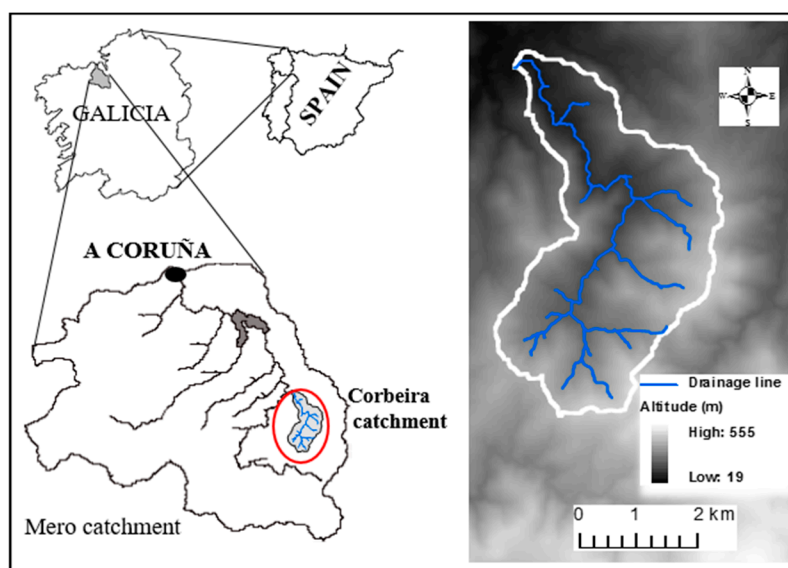 GALICIA
SPAIN
A CORUÑA
Corbeira
catchment
Mero catchment
N
W E
S
Drainage line
Altitude (m)
High: 555
Low: 19
0 1 2 km